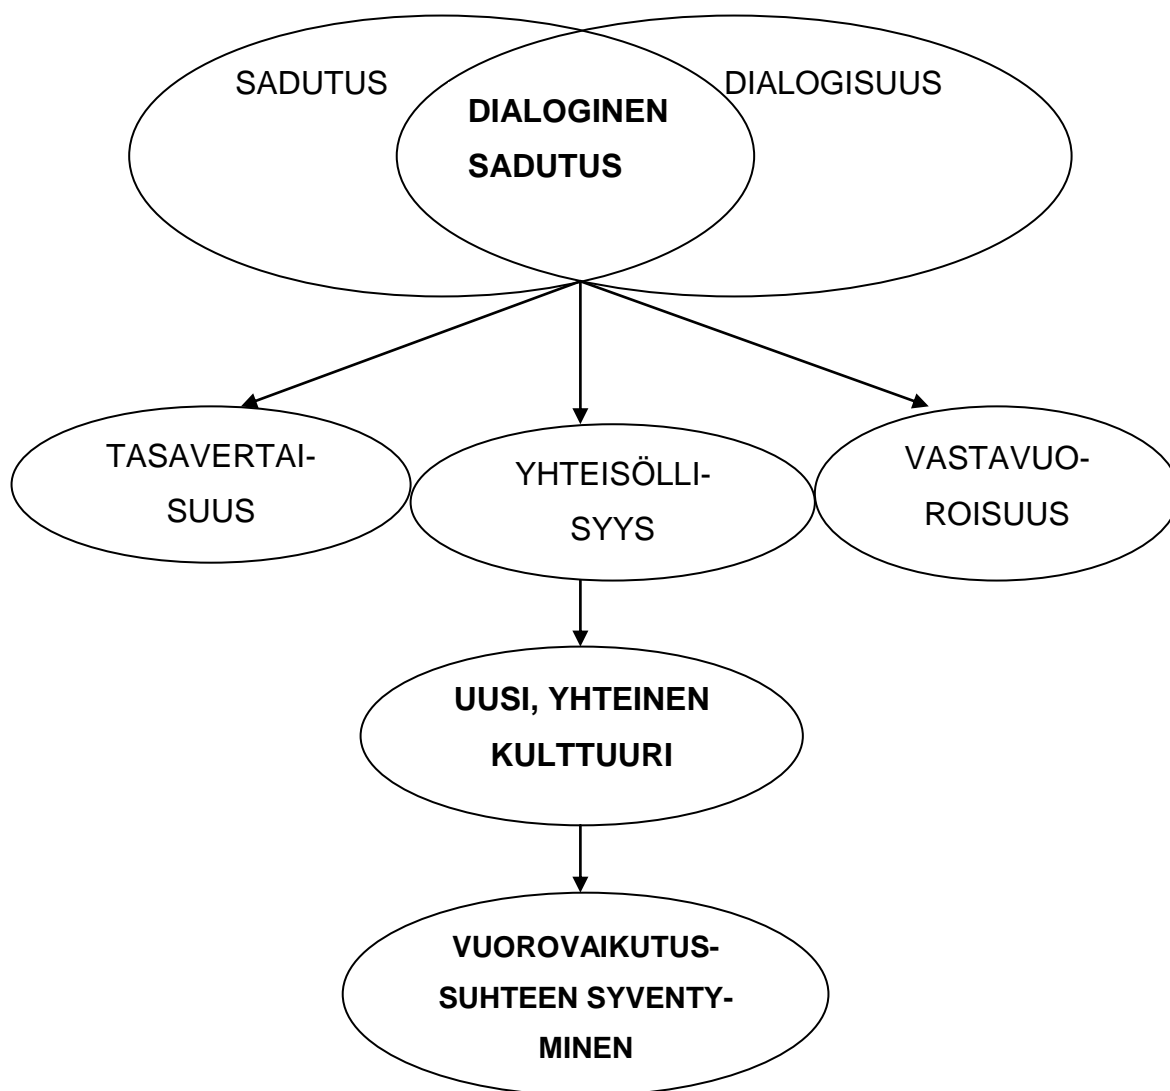 SADUTUS
DIALOGISUUS
DIALOGINEN
SADUTUS
TASAVERTAI-
SUUS
YHTEISÖLLI-
SYYS
VASTAVUO-
ROISUUS
UUSI, YHTEINEN
KULTTUURI
VUOROVAIKUTUS-
SUHTEEN SYVENTY-
MINEN